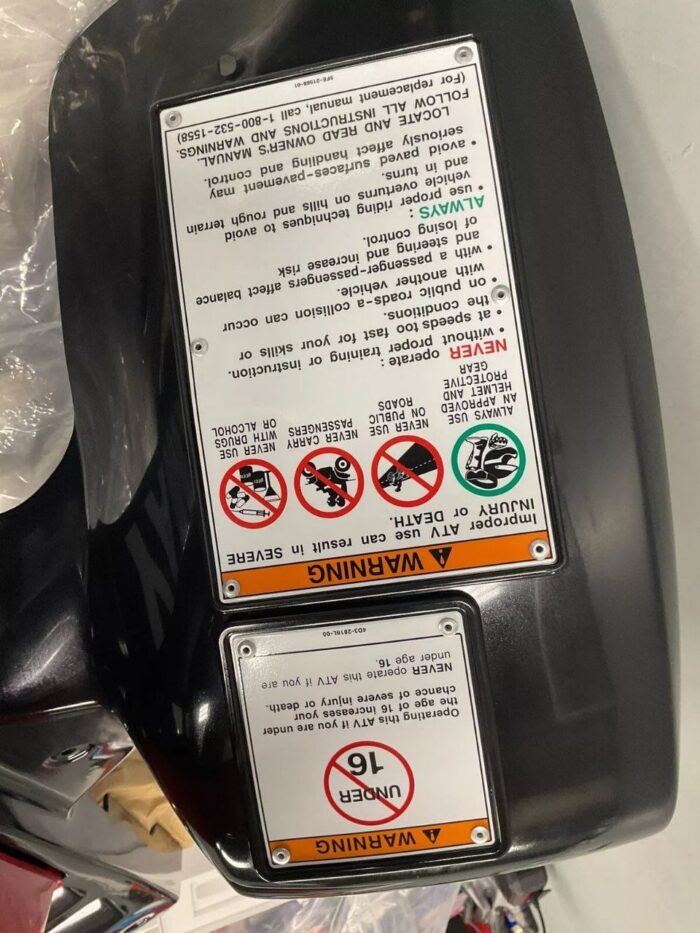 WARNING
UNDER
16
Operating this ATV if you are under
the age of 16 increases your
chance of severe injury or death.
NEVER operate this ATV if you are
under age 16.
4D3-2816L-00
WARNING
Improper ATV use can result in SEVERE
INJURY or DEATH.
ALWAYS USE
AN APPROVED
HELMET AND
PROTECTIVE
GEAR
NEVER USE
ON PUBLIC
ROADS
NEVER CARRY
PASSENGERS
NEVER USE
WITH DRUGS
OR ALCOHOL
NEVER operate :
• without proper training or instruction.
• at speeds too fast for your skills or
the conditions.
• on public roads-a collision can occur
with another vehicle.
• with a passenger-passengers affect balance
and steering and increase risk
of losing control.
ALWAYS :
• use proper riding techniques to avoid
vehicle overturns on hills and rough terrain
and in turns.
• avoid paved surfaces-pavement may
seriously affect handling and control.
LOCATE AND READ OWNER'S MANUAL.
FOLLOW ALL INSTRUCTIONS AND WARNINGS.
(For replacement manual, call 1-800-532-1558)